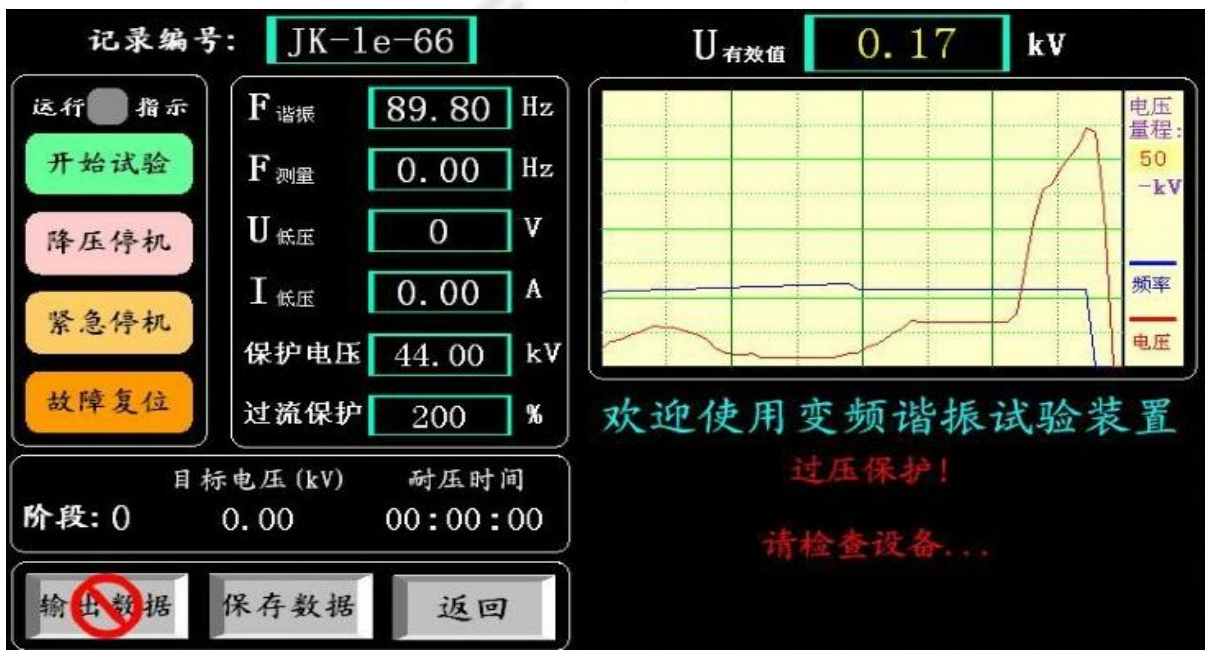 记录编号: JK-1e-66
U有效值 0.17 kV
运行 指示
开始试验
降压停机
紧急停机
故障复位
F谐振 89.80 Hz
F测量 0.00 Hz
U低压 0 V
I低压 0.00 A
保护电压 44.00 kV
过流保护 200 %
电压
量程:
50
-kV
频率
电压
欢迎使用变频谐振试验装置
过压保护!
请检查设备...
目标电压(kV) 耐压时间
阶段: 0 0.00 00:00:00
输出数据 保存数据 返回